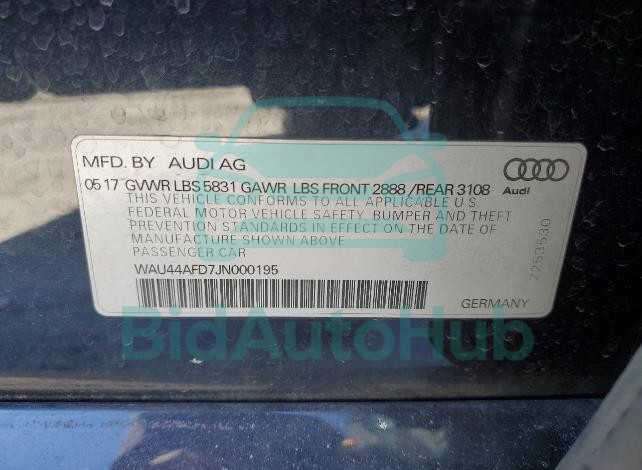 MFD. BY AUDI AG
05 17 GVWR LBS 5831 GAWR LBS FRONT 2888 /REAR 3108
THIS VEHICLE CONFORMS TO ALL APPLICABLE U.S
FEDERAL MOTOR VEHICLE SAFETY, BUMPER AND THEFT
PREVENTION STANDARDS IN EFFECT ON THE DATE OF
MANUFACTURE SHOWN ABOVE
PASSENGER CAR
WAU44AFD7JN000195
Audi
2253530
GERMANY
BidAutoHub